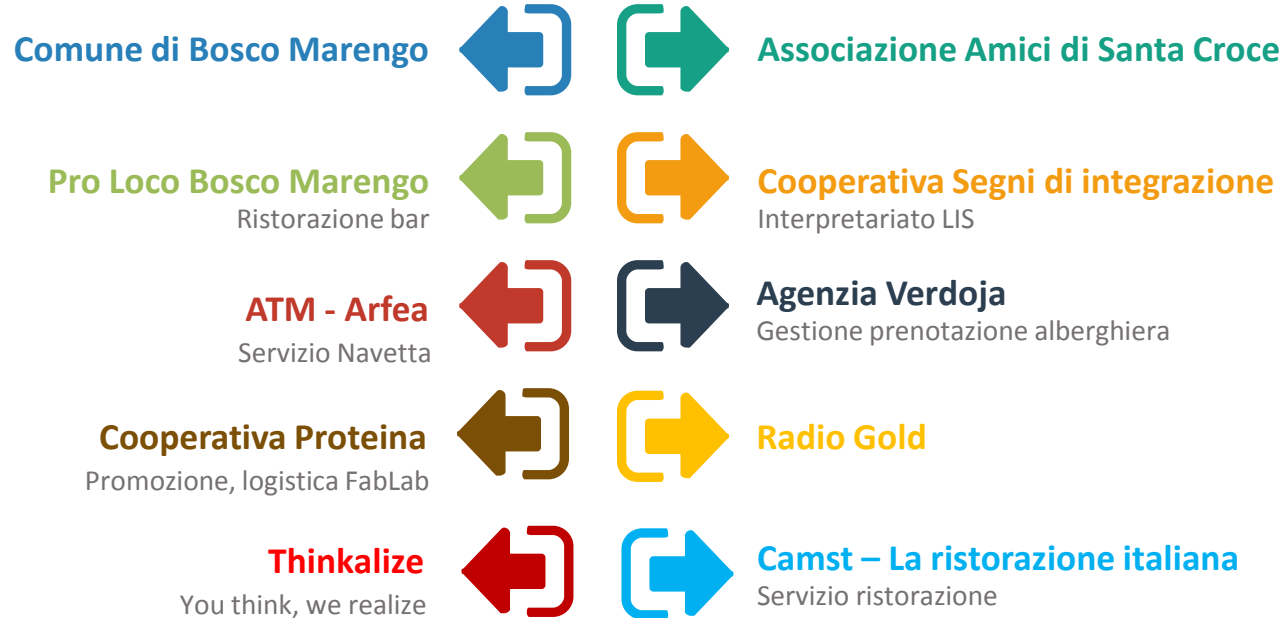 Comune di Bosco Marengo
Associazione Amici di Santa Croce
Pro Loco Bosco Marengo
Ristorazione bar
Cooperativa Segni di integrazione
Interpretariato LIS
ATM - Arfea
Servizio Navetta
Agenzia Verdoja
Gestione prenotazione alberghiera
Cooperativa Proteina
Promozione, logistica FabLab
Radio Gold
Thinkalize
You think, we realize
Camst – La ristorazione italiana
Servizio ristorazione